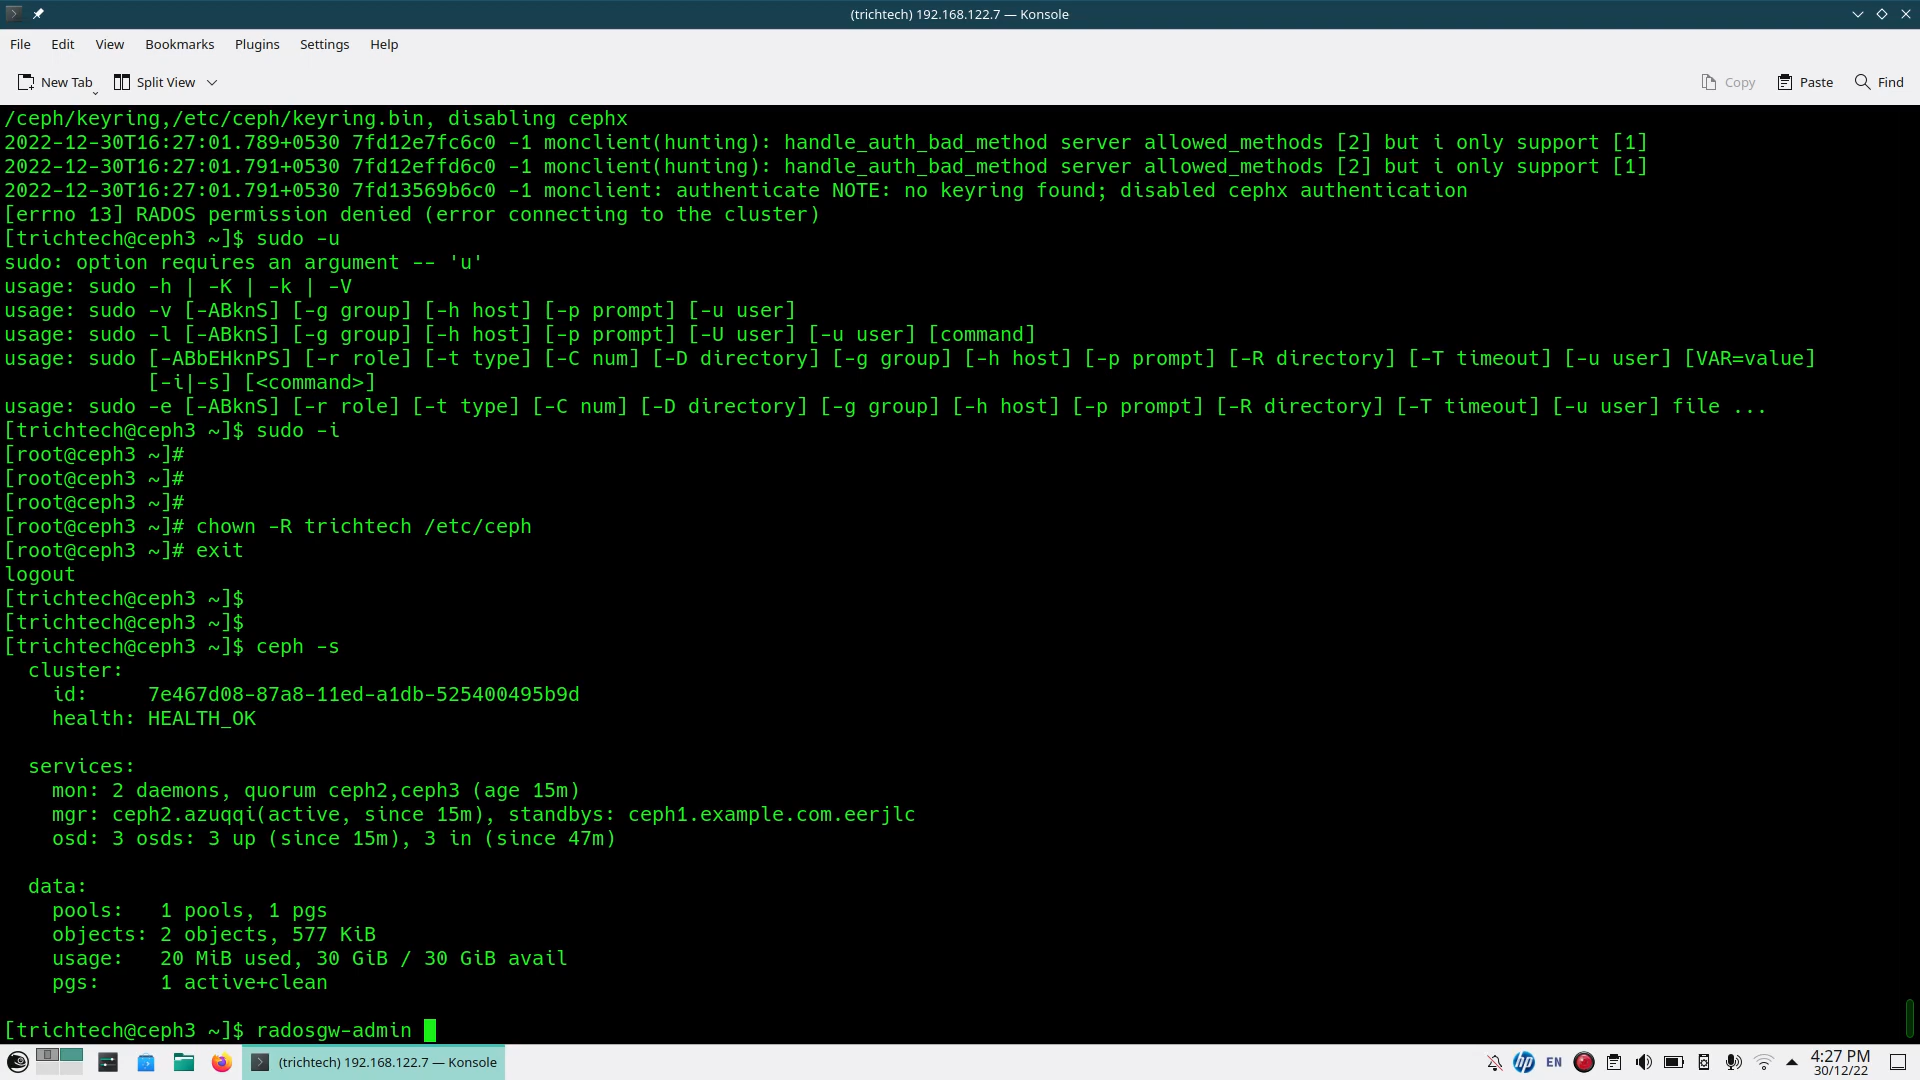 (trichtech) 192.168.122.7 — Konsole
File Edit View Bookmarks Plugins Settings Help
New Tab Split View Copy Paste Find
/ceph/keyring,/etc/ceph/keyring.bin, disabling cephx
2022-12-30T16:27:01.789+0530 7fd12e7fc6c0 -1 monclient(hunting): handle_auth_bad_method server allowed_methods [2] but i only support [1]
2022-12-30T16:27:01.791+0530 7fd12effd6c0 -1 monclient(hunting): handle_auth_bad_method server allowed_methods [2] but i only support [1]
2022-12-30T16:27:01.791+0530 7fd13569b6c0 -1 monclient: authenticate NOTE: no keyring found; disabled cephx authentication
[errno 13] RADOS permission denied (error connecting to the cluster)
[trichtech@ceph3 ~]$ sudo -u
sudo: option requires an argument -- 'u'
usage: sudo -h | -K | -k | -V
usage: sudo -v [-ABknS] [-g group] [-h host] [-p prompt] [-u user]
usage: sudo -l [-ABknS] [-g group] [-h host] [-p prompt] [-U user] [-u user] [command]
usage: sudo [-ABbEHknPS] [-r role] [-t type] [-C num] [-D directory] [-g group] [-h host] [-p prompt] [-R directory] [-T timeout] [-u user] [VAR=value]
[-i|-s] [<command>]
usage: sudo -e [-ABknS] [-r role] [-t type] [-C num] [-D directory] [-g group] [-h host] [-p prompt] [-R directory] [-T timeout] [-u user] file ...
[trichtech@ceph3 ~]$ sudo -i
[root@ceph3 ~]#
[root@ceph3 ~]#
[root@ceph3 ~]#
[root@ceph3 ~]# chown -R trichtech /etc/ceph
[root@ceph3 ~]# exit
logout
[trichtech@ceph3 ~]$
[trichtech@ceph3 ~]$
[trichtech@ceph3 ~]$ ceph -s
cluster:
id: 7e467d08-87a8-11ed-a1db-525400495b9d
health: HEALTH_OK
services:
mon: 2 daemons, quorum ceph2,ceph3 (age 15m)
mgr: ceph2.azuqqi(active, since 15m), standbys: ceph1.example.com.eerjlc
osd: 3 osds: 3 up (since 15m), 3 in (since 47m)
data:
pools: 1 pools, 1 pgs
objects: 2 objects, 577 KiB
usage: 20 MiB used, 30 GiB / 30 GiB avail
pgs: 1 active+clean
[trichtech@ceph3 ~]$ radosgw-admin
(trichtech) 192.168.122.7 — Konsole
hp EN 4:27 PM
30/12/22